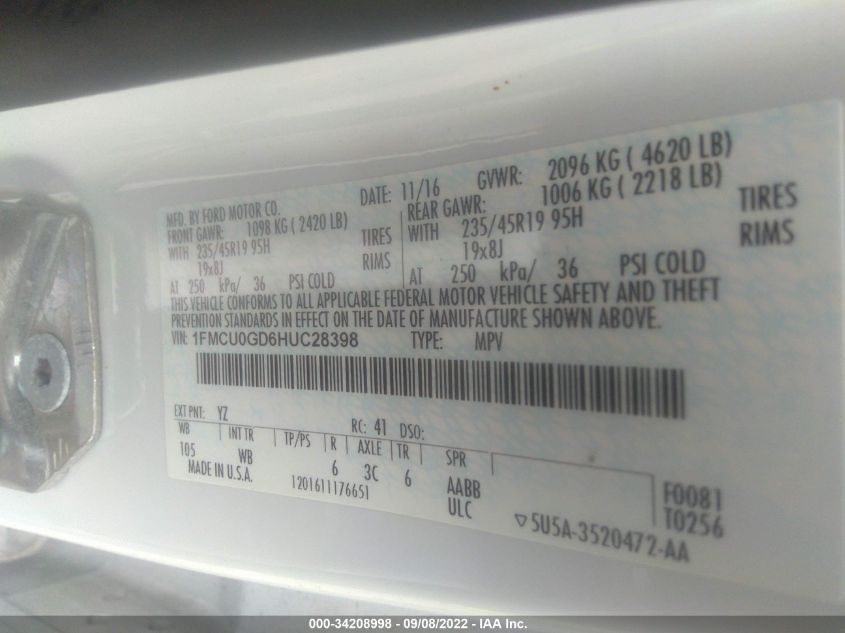 MFD. BY FORD MOTOR CO.
DATE: 11/16 GVWR: 2096 KG ( 4620 LB)
FRONT GAWR: 1098 KG ( 2420 LB) REAR GAWR: 1006 KG ( 2218 LB)
WITH 235/45R19 95H TIRES WITH 235/45R19 95H TIRES
19x8J RIMS 19x8J RIMS
AT 250 kPa/ 36 PSI COLD AT 250 kPa/ 36 PSI COLD
THIS VEHICLE CONFORMS TO ALL APPLICABLE FEDERAL MOTOR VEHICLE SAFETY AND THEFT
PREVENTION STANDARDS IN EFFECT ON THE DATE OF MANUFACTURE SHOWN ABOVE.
VIN: 1FMCU0GD6HUC28398 TYPE: MPV
EXT PNT: YZ RC: 41 DSO:
WB INT TR TP/PS R AXLE TR SPR
105 WB 6 3C 6 AABB
MADE IN U.S.A. 1201611176651 ULC
F0081
T0256
▽5U5A-3520472-AA
000-34208998 - 09/08/2022 - IAA Inc.